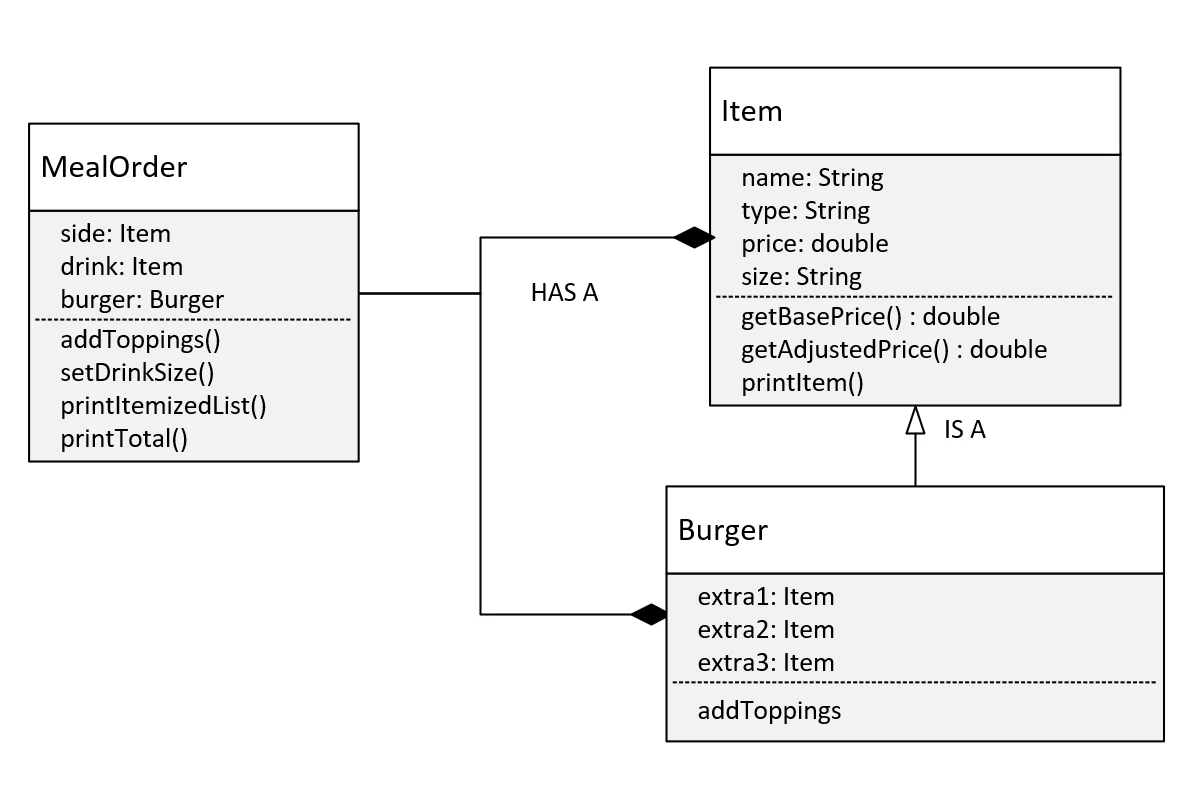 MealOrder
side: Item
drink: Item
burger: Burger
addToppings()
setDrinkSize()
printItemizedList()
printTotal()
HAS A
Item
name: String
type: String
price: double
size: String
getBasePrice() : double
getAdjustedPrice() : double
printItem()
IS A
Burger
extra1: Item
extra2: Item
extra3: Item
addToppings